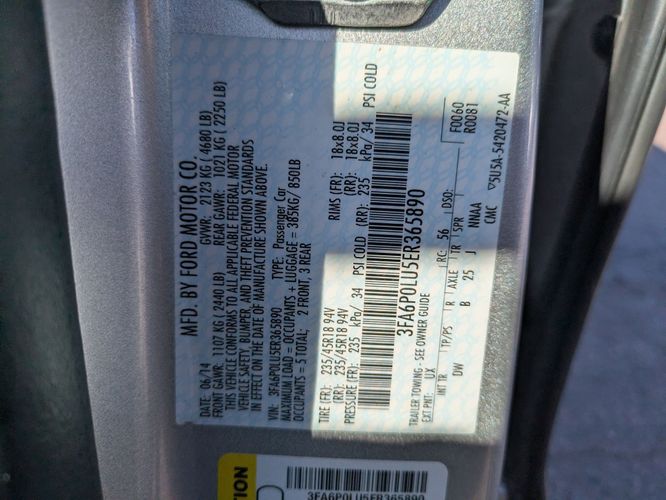 MFD. BY FORD MOTOR CO.
DATE: 06/14 GVWR: 2123 KG ( 4680 LB)
FRONT GAWR: 1107 KG ( 2440 LB) REAR GAWR: 1021 KG ( 2250 LB)
THIS VEHICLE CONFORMS TO ALL APPLICABLE FEDERAL MOTOR
VEHICLE SAFETY, BUMPER, AND THEFT PREVENTION STANDARDS
IN EFFECT ON THE DATE OF MANUFACTURE SHOWN ABOVE.
VIN: 3FA6P0LU5ER365890 TYPE: Passenger Car
MAXIMUM LOAD = OCCUPANTS + LUGGAGE = 385KG/ 850LB
OCCUPANTS = 5 TOTAL: 2 FRONT, 3 REAR
TIRE (FR): 235/45R18 94V RIMS (FR): 18x8.0J
(RR): 235/45R18 94V (RR): 18x8.0J
PRESSURE (FR): 235 kPa/ 34 PSI COLD (RR): 235 kPa/ 34 PSI COLD
3FA6P0LU5ER365890
TRAILER TOWING - SEE OWNER GUIDE F0060
EXT PNT: UX RC: 56 DSO: R0081
INT TR TP/PS R AXLE TR SPR
DW B 25 J NNAAA
CMC ▽5U5A-5420472-AA
TION
3FA6P0LU5ER365890